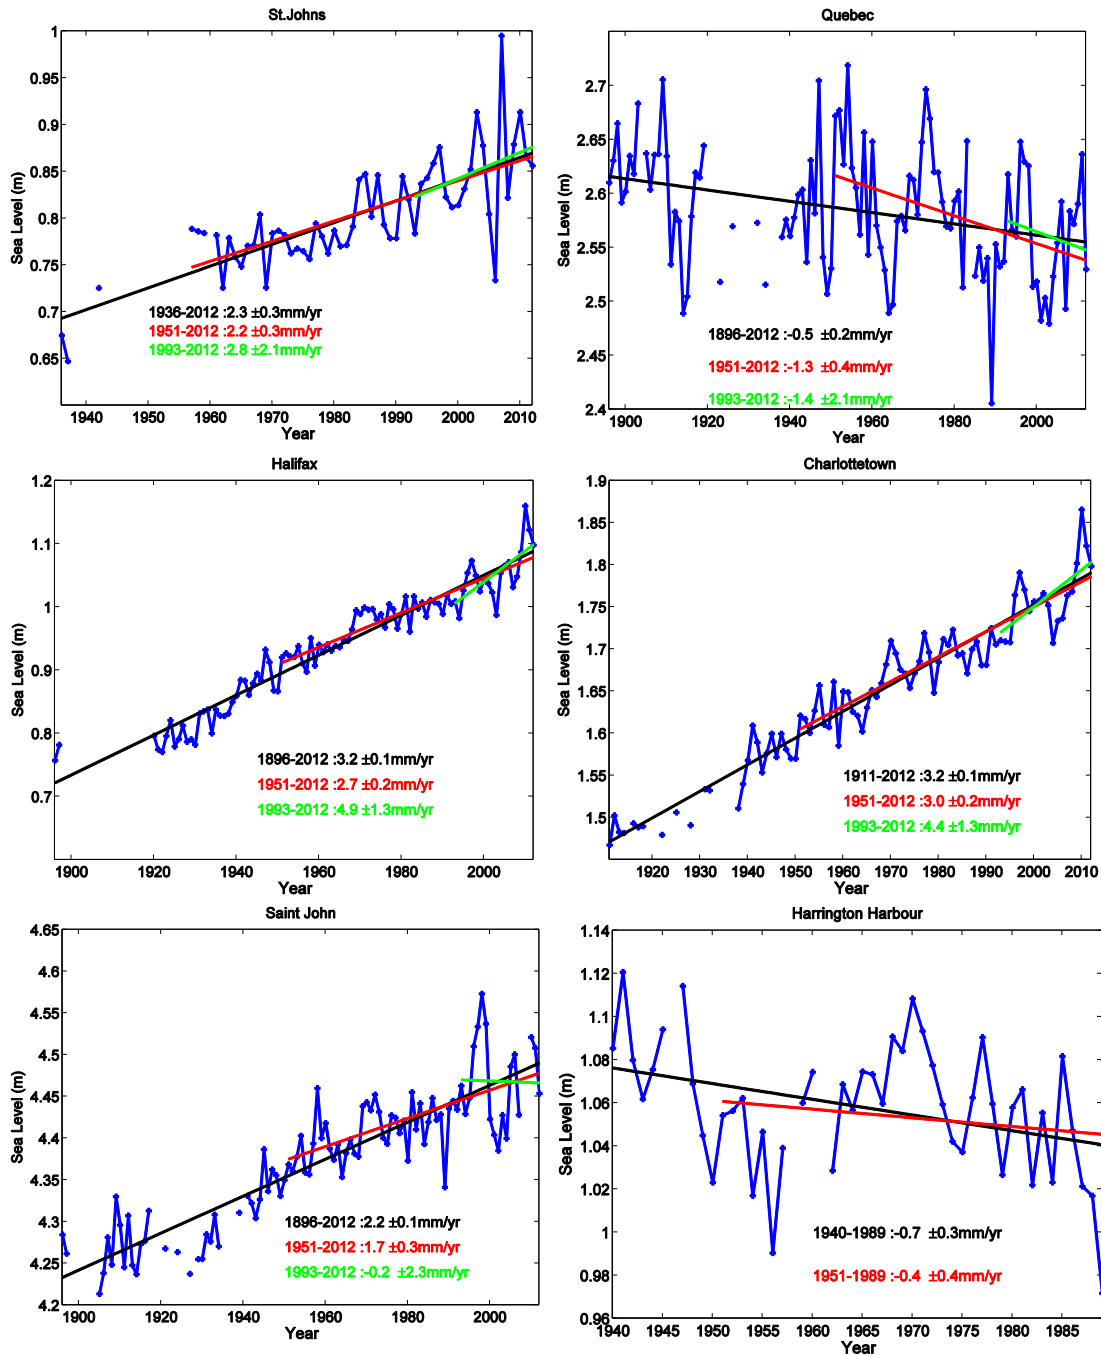 St.Johns
1
0.95
0.9
0.85
0.8
0.75
0.7
0.65
Sea Level (m)
1936-2012 :2.3 ±0.3mm/yr
1951-2012 :2.2 ±0.3mm/yr
1993-2012 :2.8 ±2.1mm/yr
1940 1950 1960 1970 1980 1990 2000 2010
Year
Quebec
2.7
2.65
2.6
2.55
2.5
2.45
2.4
Sea Level (m)
1896-2012 :-0.5 ±0.2mm/yr
1951-2012 :-1.3 ±0.4mm/yr
1993-2012 :-1.4 ±2.1mm/yr
1900 1920 1940 1960 1980 2000
Year
Halifax
1.2
1.1
1
0.9
0.8
0.7
Sea Level (m)
1896-2012 :3.2 ±0.1mm/yr
1951-2012 :2.7 ±0.2mm/yr
1993-2012 :4.9 ±1.3mm/yr
1900 1920 1940 1960 1980 2000
Year
Charlottetown
1.9
1.85
1.8
1.75
1.7
1.65
1.6
1.55
1.5
Sea Level (m)
1911-2012 :3.2 ±0.1mm/yr
1951-2012 :3.0 ±0.2mm/yr
1993-2012 :4.4 ±1.3mm/yr
1920 1930 1940 1950 1960 1970 1980 1990 2000 2010
Year
Saint John
4.65
4.6
4.55
4.5
4.45
4.4
4.35
4.3
4.25
4.2
Sea Level (m)
1896-2012 :2.2 ±0.1mm/yr
1951-2012 :1.7 ±0.3mm/yr
1993-2012 :-0.2 ±2.3mm/yr
1900 1920 1940 1960 1980 2000
Year
Harrington Harbour
1.14
1.12
1.1
1.08
1.06
1.04
1.02
1
0.98
0.96
Sea Level (m)
1940-1989 :-0.7 ±0.3mm/yr
1951-1989 :-0.4 ±0.4mm/yr
1940 1945 1950 1955 1960 1965 1970 1975 1980 1985
Year